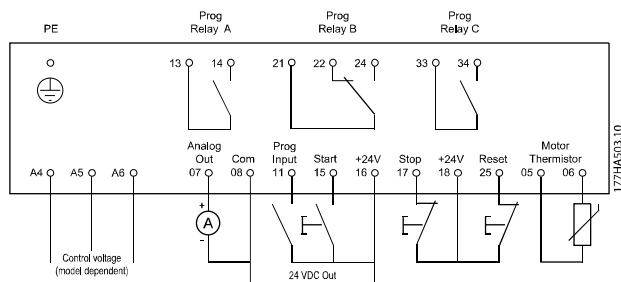 PE
Prog
Relay A
Prog
Relay B
Prog
Relay C
13 14 21 22 24 33 34
Analog
Out
Com
Prog
Input
Start
+24V
Stop
+24V
Reset
Motor
Thermistor
A4 A5 A6 07 08 11 15 16 17 18 25 05 06
+
A
−
Control voltage
(model dependent)
24 VDC Out
177HA503.10